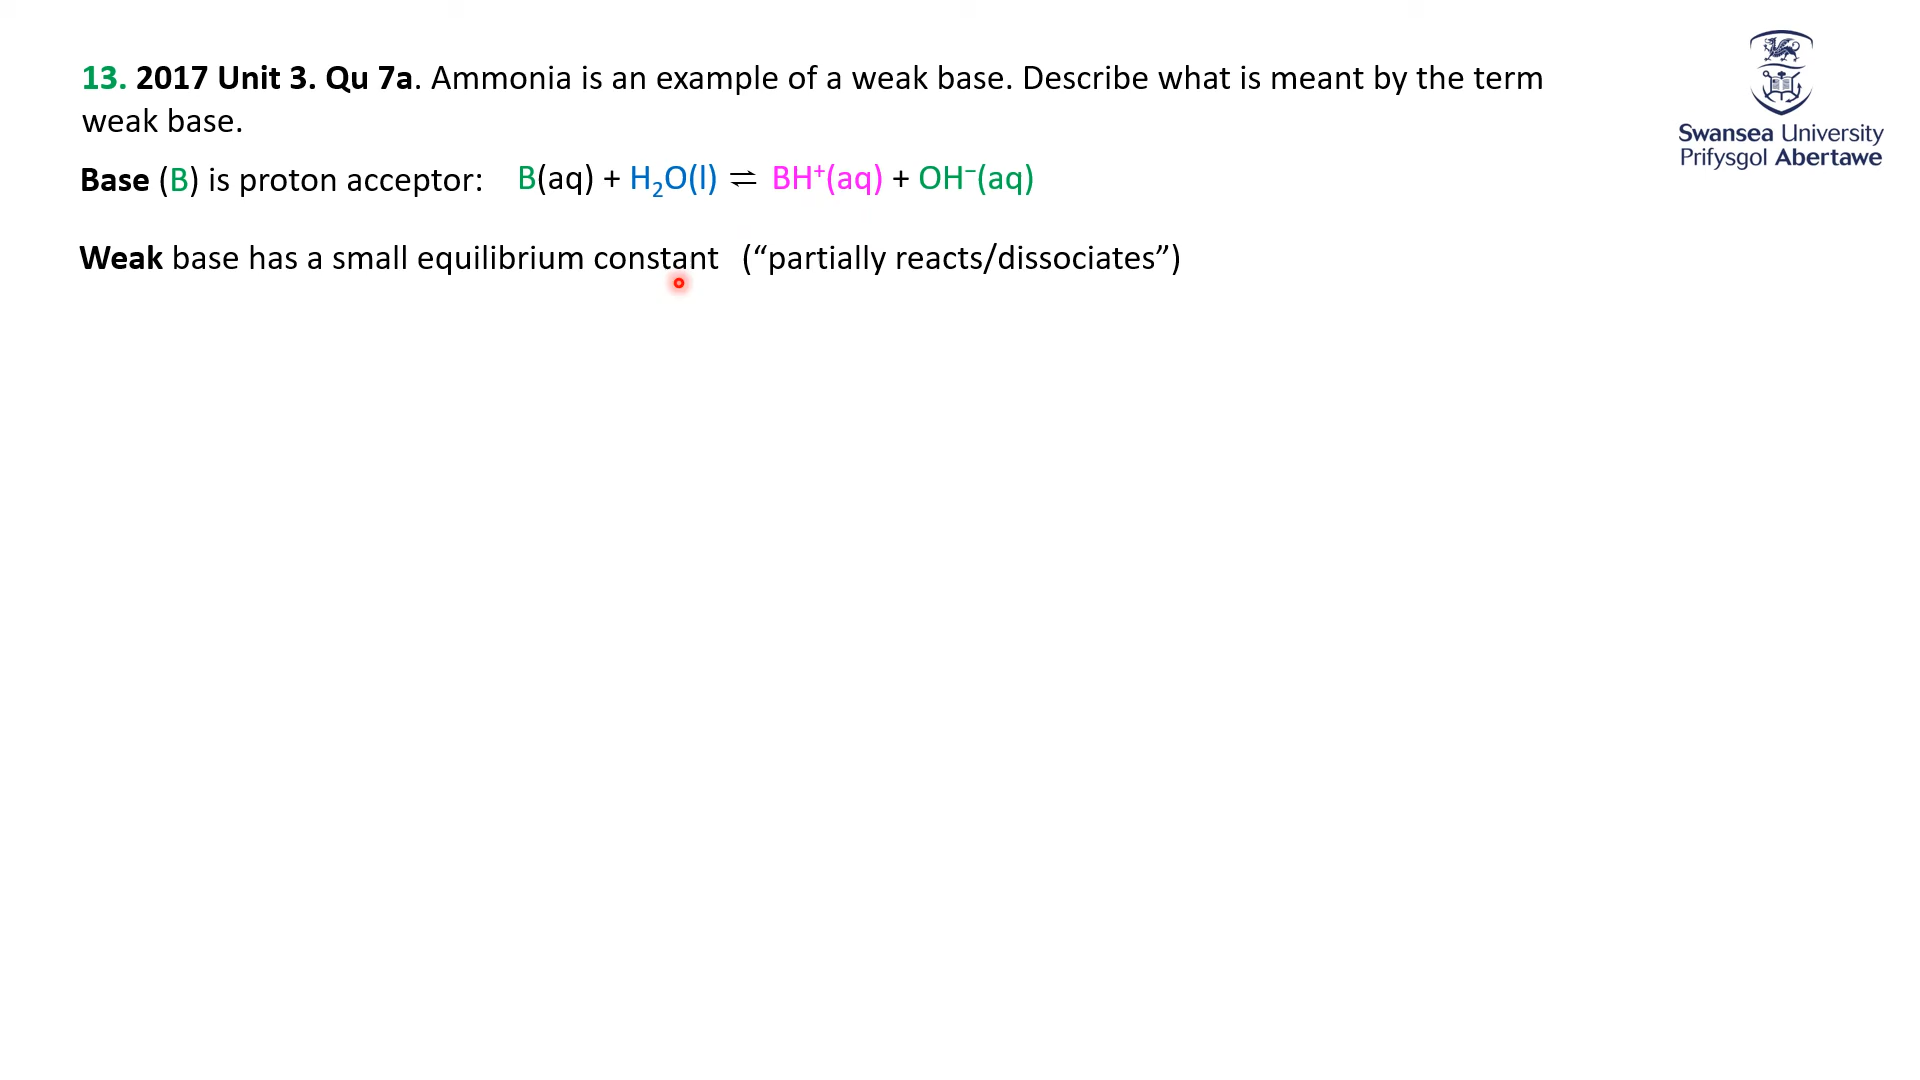 13. 2017 Unit 3. Qu 7a. Ammonia is an example of a weak base. Describe what is meant by the term
weak base.
Base (B) is proton acceptor: B(aq) + H₂O(l) ⇌ BH⁺(aq) + OH⁻(aq)
Weak base has a small equilibrium constant (“partially reacts/dissociates”)
Swansea University
Prifysgol Abertawe